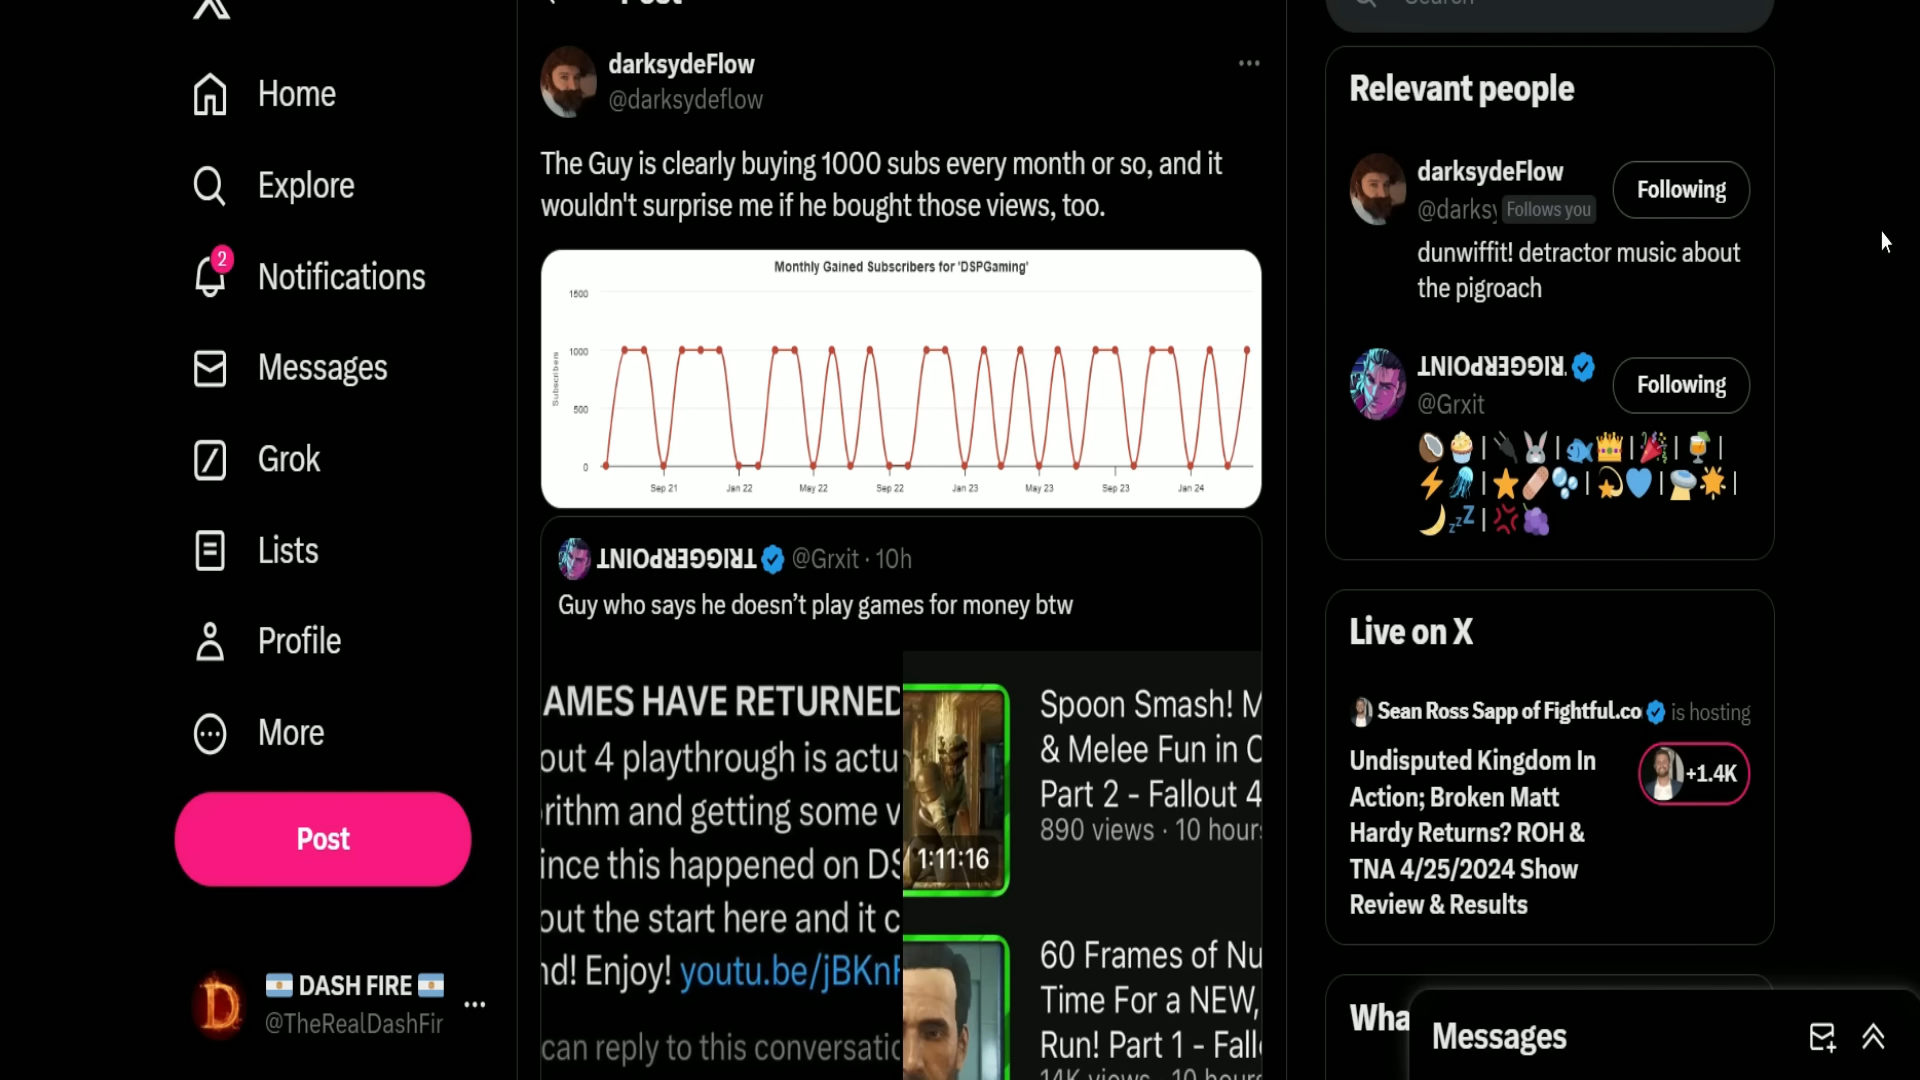 Home
Explore
2
Notifications
Messages
Grok
Lists
Profile
More
Post
DASH FIRE
@TheRealDashFir
Post
darksydeFlow
@darksydeflow
The Guy is clearly buying 1000 subs every month or so, and it
wouldn't surprise me if he bought those views, too.
Monthly Gained Subscribers for 'DSPGaming'
Subscribers
1500
1000
500
0
Sep 21 Jan 22 May 22 Sep 22 Jan 23 May 23 Sep 23 Jan 24
TRIGGERPOINT @Grxit · 10h
Guy who says he doesn't play games for money btw
AMES HAVE RETURNED
out 4 playthrough is actu
rithm and getting some v
ince this happened on DS
out the start here and it c
nd! Enjoy! youtu.be/jBKnF
can reply to this conversatio
1:11:16
Spoon Smash! M
& Melee Fun in C
Part 2 - Fallout 4
890 views · 10 hours
60 Frames of Nu
Time For a NEW,
Run! Part 1 - Fall
14K views · 10 hours
Search
Relevant people
darksydeFlow
@darksy Follows you
Following
dunwiffit! detractor music about
the pigroach
TRIGGERPOINT
@Grxit
Following
Live on X
Sean Ross Sapp of Fightful.co is hosting
Undisputed Kingdom In
Action; Broken Matt
Hardy Returns? ROH &
TNA 4/25/2024 Show
Review & Results
+1.4K
Wha
Messages